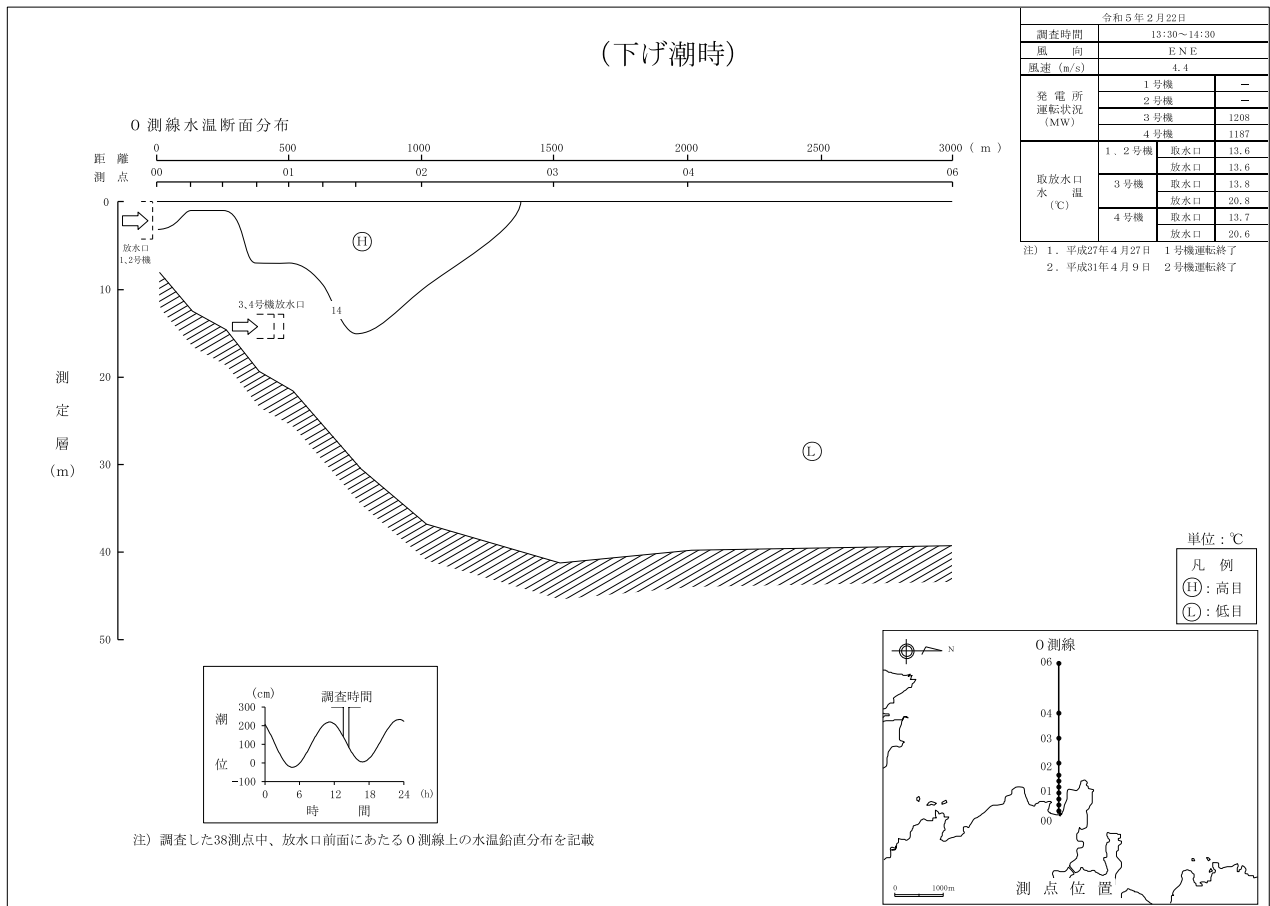 (下げ潮時)
令和5年2月22日
調査時間 13:30～14:30
風　向 ENE
風速 (m/s) 4.4
発電所運転状況 (MW)
1号機 －
2号機 －
3号機 1208
4号機 1187
取放水口水温 (℃)
1、2号機 取水口 13.6
放水口 13.6
3号機 取水口 13.8
放水口 20.8
4号機 取水口 13.7
放水口 20.6
注) 1. 平成27年4月27日　1号機運転終了
2. 平成31年4月9日　2号機運転終了
0測線水温断面分布
距離 0 500 1000 1500 2000 2500 3000 (m)
測点 00 01 02 03 04 06
0
放水口
1、2号機
H
10
3、4号機放水口
14
20
測定層 (m)
30
L
40
50
単位：℃
凡　例
H：高目
L：低目
(cm)
調査時間
潮位
300
200
100
0
-100
0 6 12 18 24 (h)
時　間
注) 調査した38測点中、放水口前面にあたる0測線上の水温鉛直分布を記載
N
0測線
06
04
03
02
01
00
0 1000m
測点位置